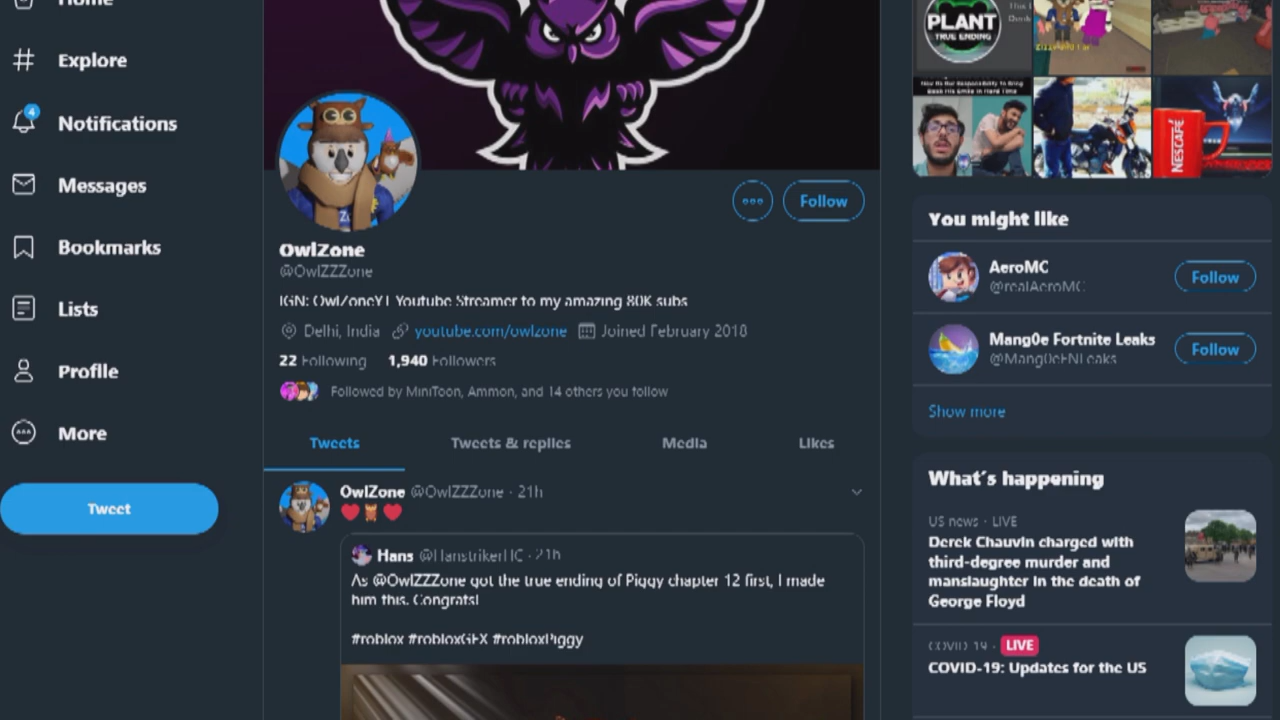 Home
Explore
4
Notifications
Messages
Bookmarks
Lists
Profile
More
Tweet
Follow
OwlZone
@OwlZZZone
IGN: OwlZoneYT Youtube Streamer to my amazing 80K subs
Delhi, India youtube.com/owlzone Joined February 2018
22 Following 1,940 Followers
Followed by MiniToon, Ammon, and 14 others you follow
Tweets Tweets & replies Media Likes
OwlZone @OwlZZZone · 21h
Hans @HanstrikerHC · 21h
As @OwlZZZone got the true ending of Piggy chapter 12 first, I made
him this. Congrats!
#roblox #robloxGFX #robloxPiggy
PLANT
TRUE ENDING
NESCAFÉ
You might like
AeroMC
@realAeroMC
Follow
Mang0e Fortnite Leaks
@Mang0eFNLeaks
Follow
Show more
What's happening
US news · LIVE
Derek Chauvin charged with
third-degree murder and
manslaughter in the death of
George Floyd
COVID-19 · LIVE
COVID-19: Updates for the US